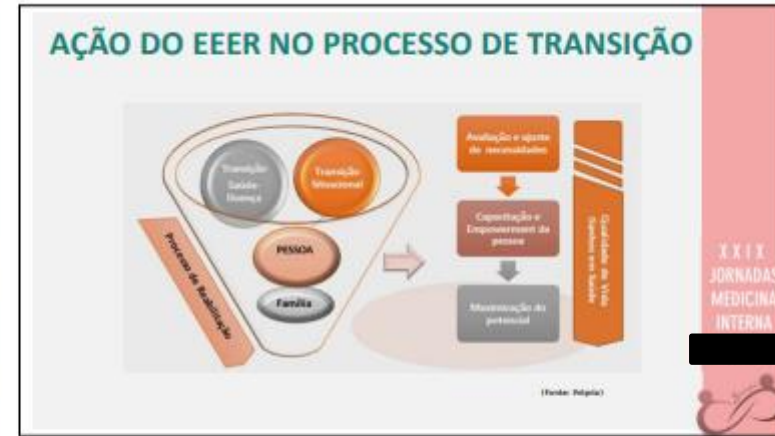 AÇÃO DO EEER NO PROCESSO DE TRANSIÇÃO
Transição
Saúde-
doença
Transição
Situacional
PESSOA
Família
Processo de Reabilitação
Avaliação e ajuste
de necessidades
Capacitação e
Empowerment da
pessoa
Maximização do
potencial
Qualidade de Vida
Ganhos em Saúde
(Fonte: Própria)
XXIX
JORNADAS
MEDICINA
INTERNA